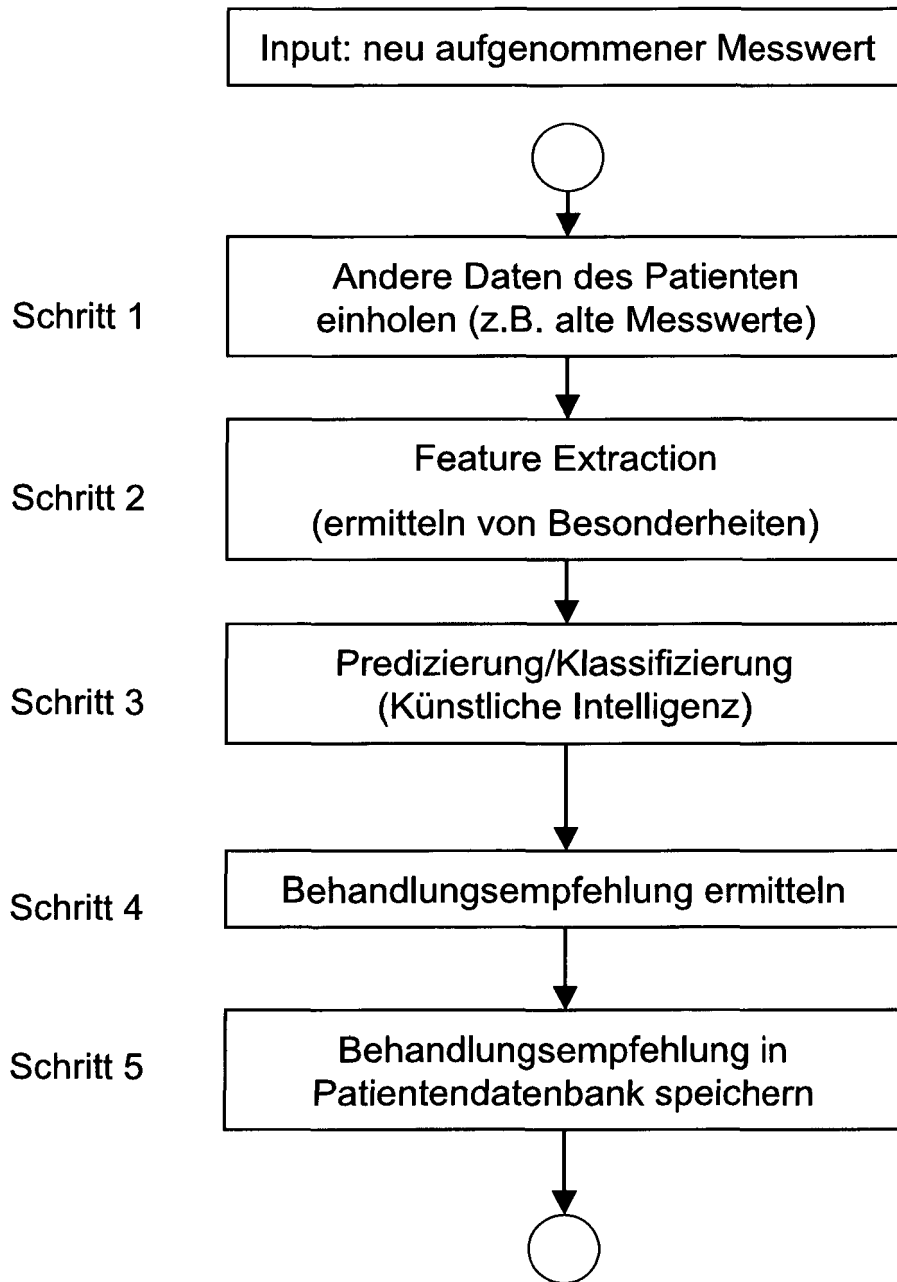 Input: neu aufgenommener Messwert
Schritt 1
Andere Daten des Patienten
einholen (z.B. alte Messwerte)
Schritt 2
Feature Extraction
(ermitteln von Besonderheiten)
Schritt 3
Predizierung/Klassifizierung
(Künstliche Intelligenz)
Schritt 4
Behandlungsempfehlung ermitteln
Schritt 5
Behandlungsempfehlung in
Patientendatenbank speichern